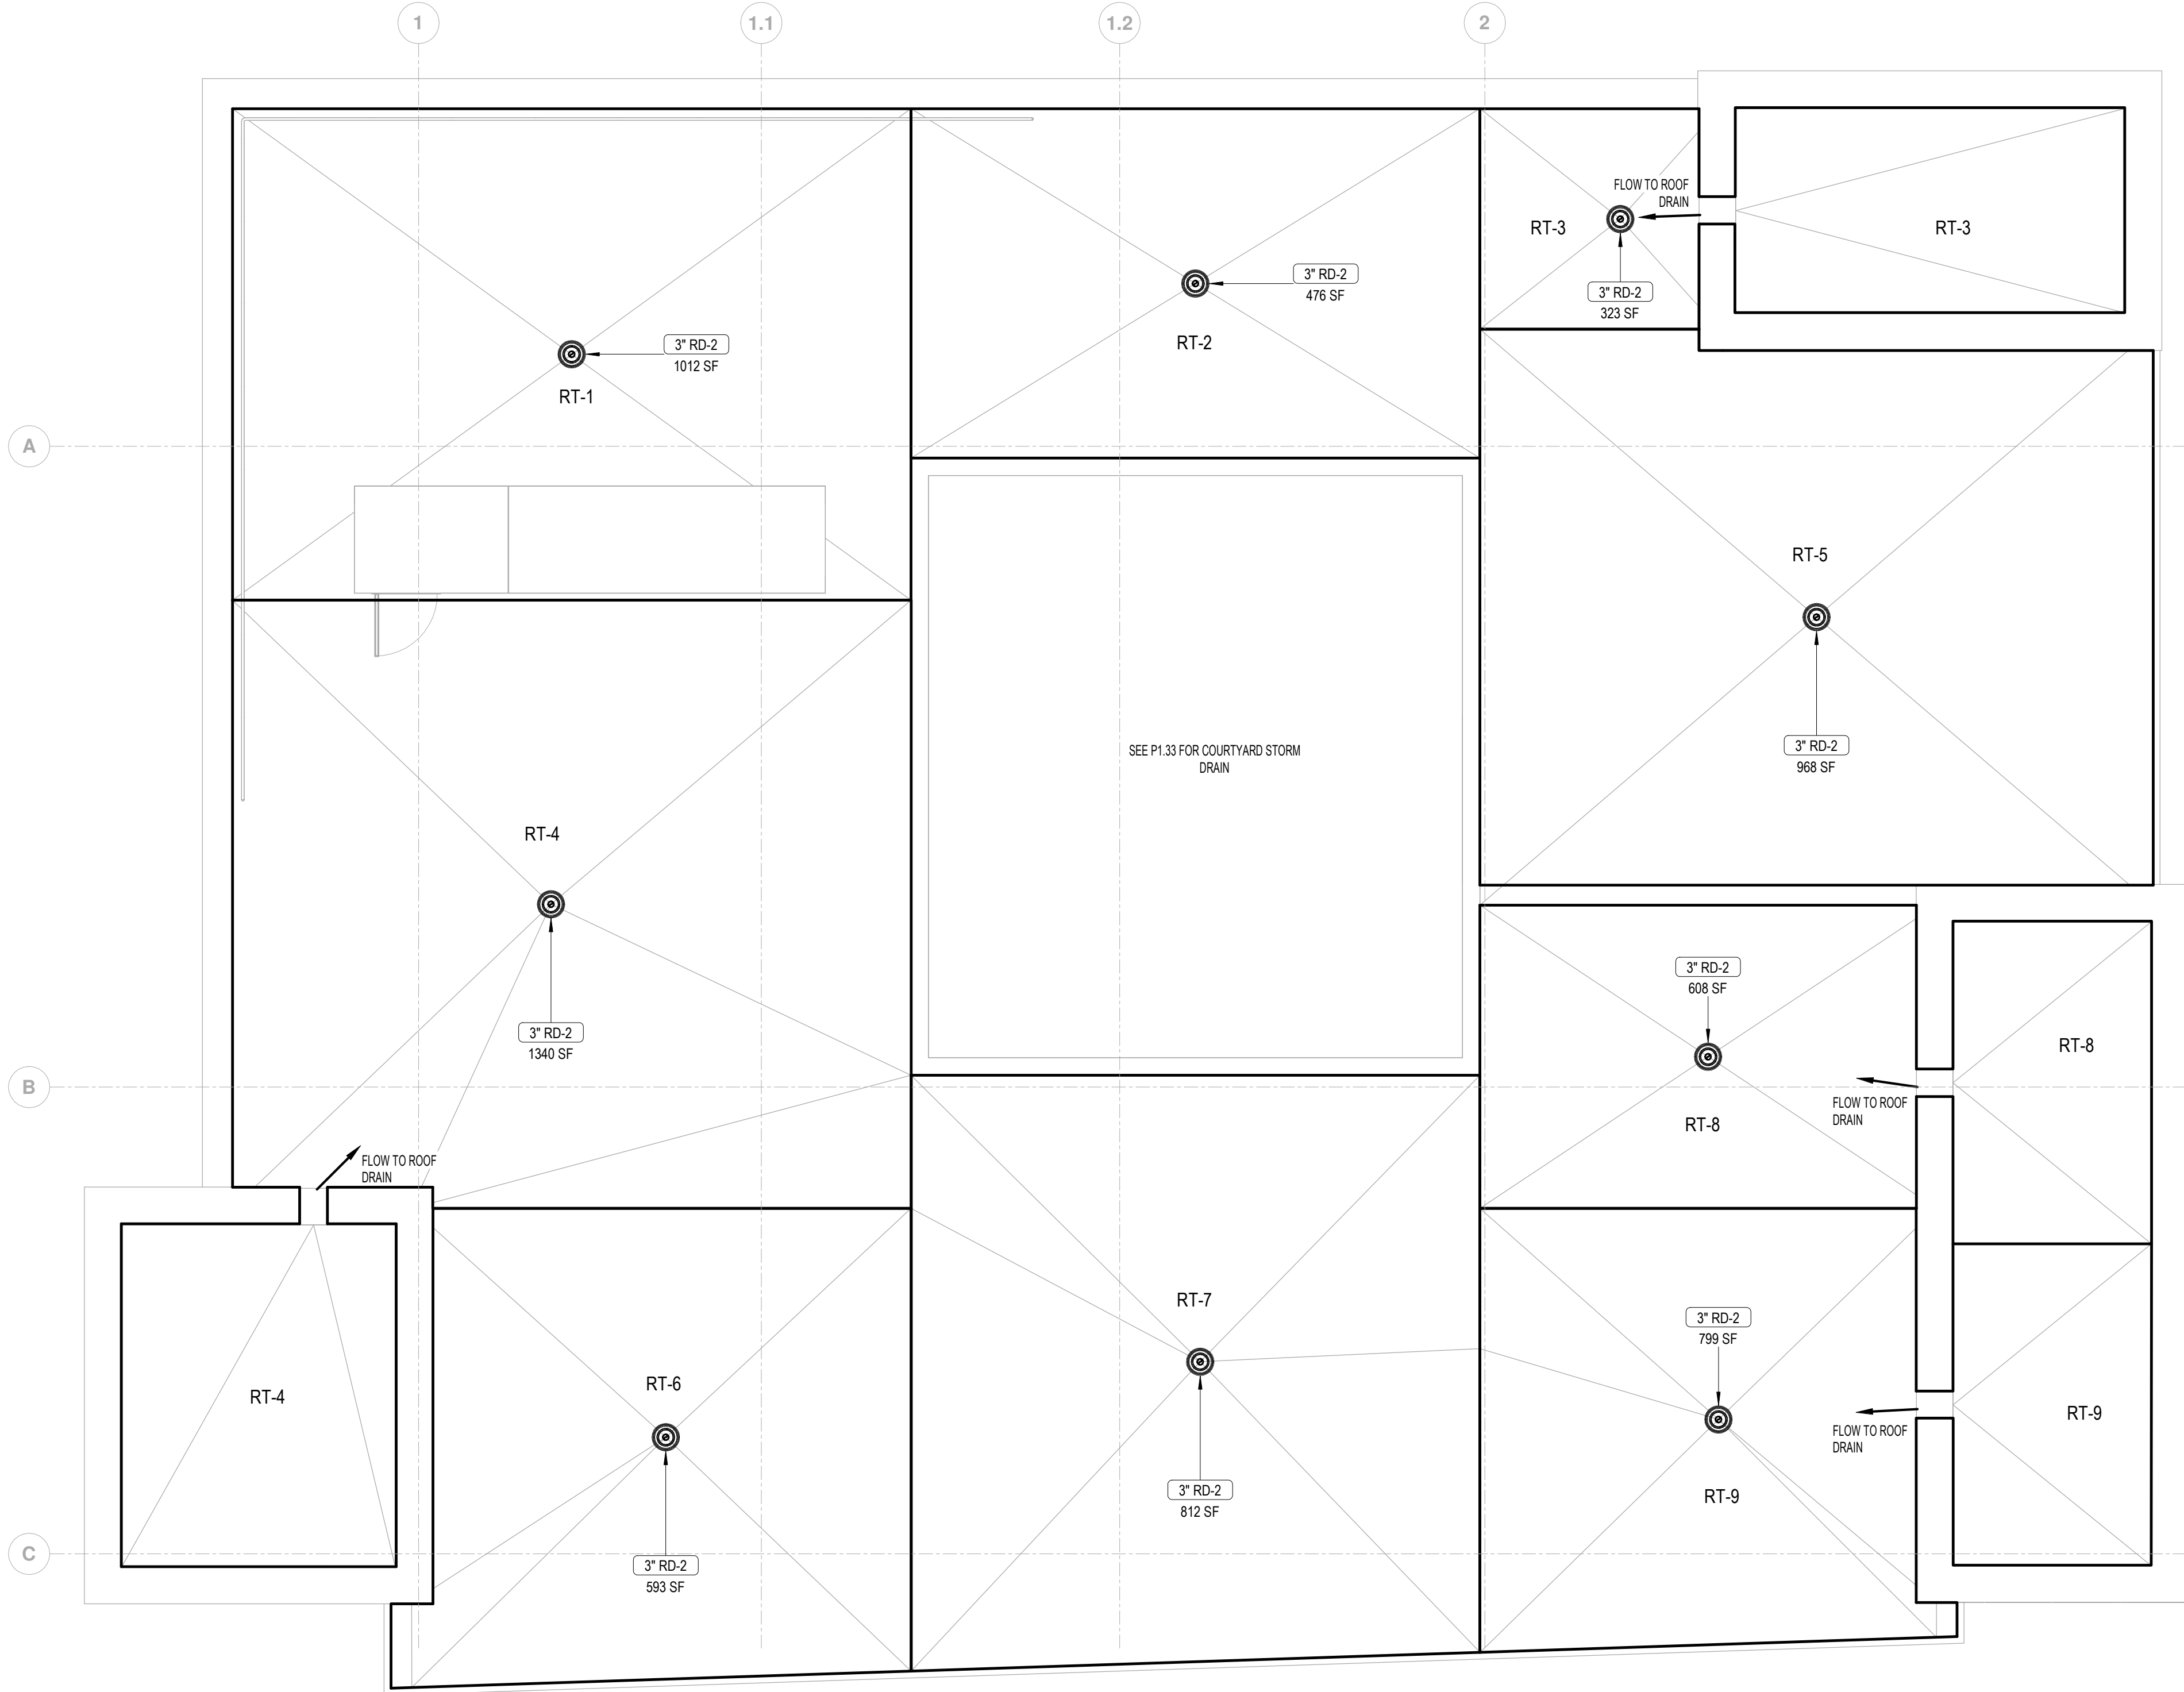 1
1.1
1.2
2
FLOW TO ROOF
DRAIN
RT-3
RT-3
3" RD-2
323 SF
3" RD-2
476 SF
RT-2
3" RD-2
1012 SF
RT-1
A
RT-5
3" RD-2
968 SF
SEE P1.33 FOR COURTYARD STORM
DRAIN
RT-4
3" RD-2
1340 SF
3" RD-2
608 SF
RT-8
B
FLOW TO ROOF
DRAIN
RT-8
FLOW TO ROOF
DRAIN
RT-7
3" RD-2
799 SF
RT-6
RT-4
RT-9
FLOW TO ROOF
DRAIN
3" RD-2
812 SF
RT-9
C
3" RD-2
593 SF